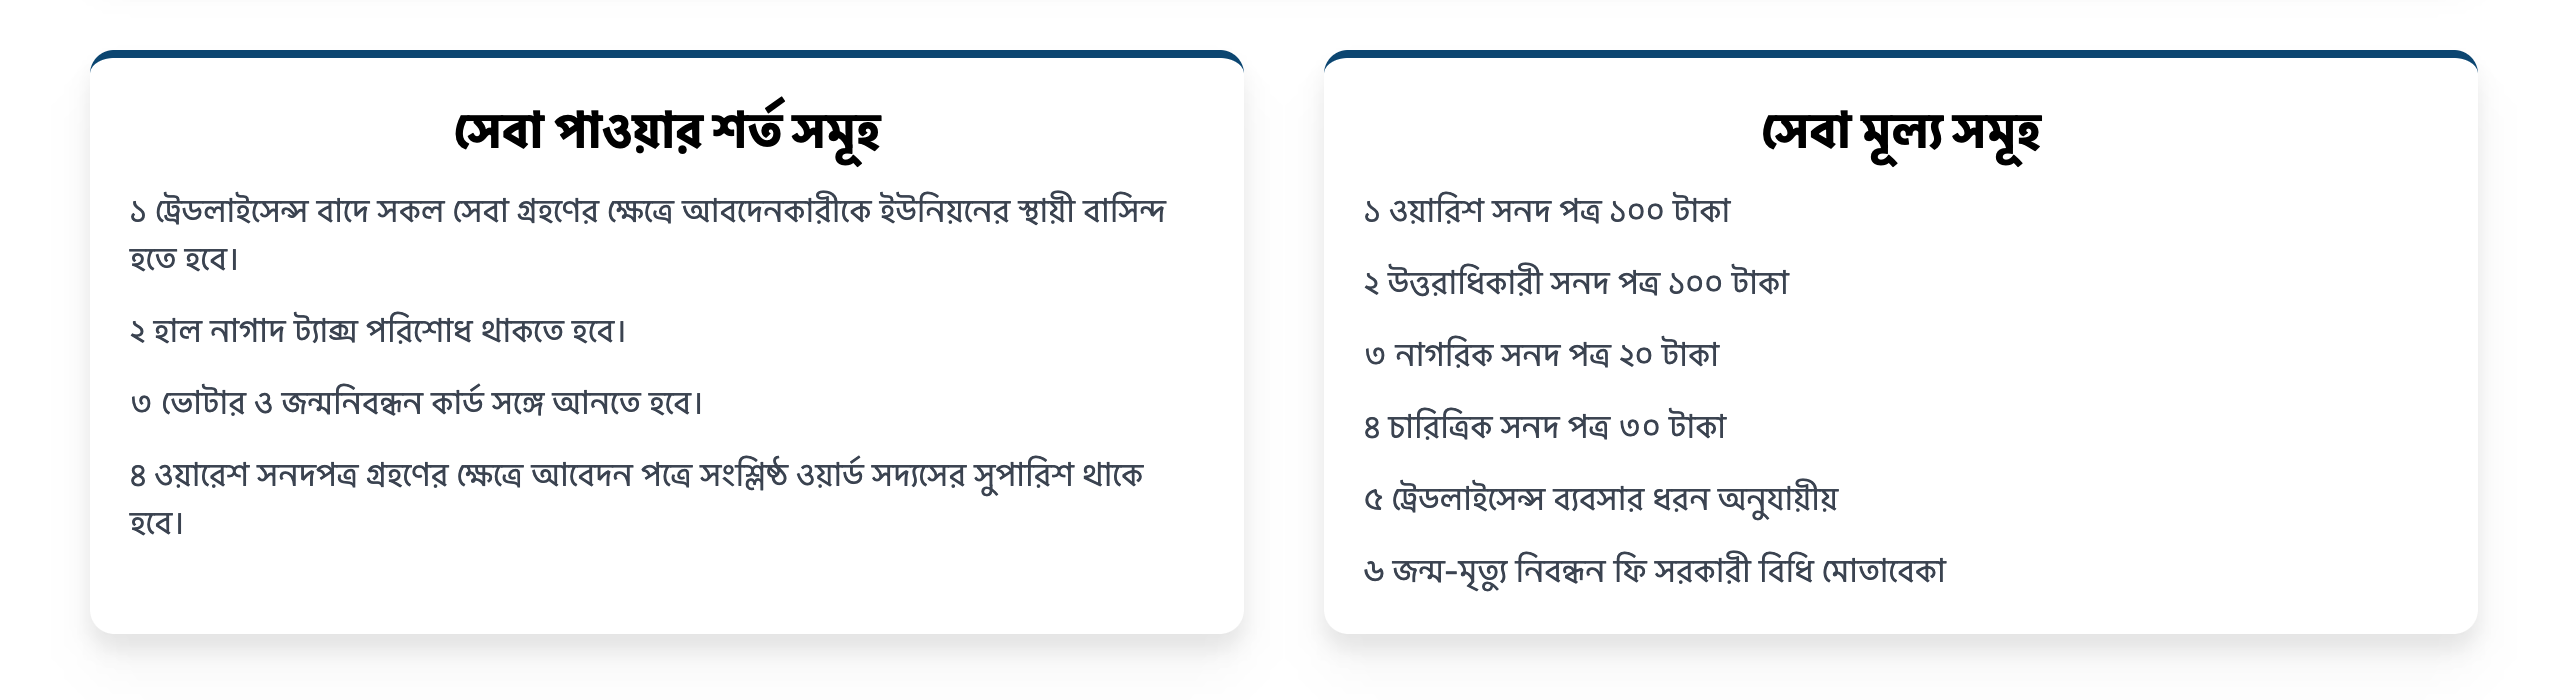 সেবা পাওয়ার শর্ত সমূহ
১ ট্রেডলাইসেন্স বাদে সকল সেবা গ্রহণের ক্ষেত্রে আবদেনকারীকে ইউনিয়নের স্থায়ী বাসিন্দ
হতে হবে।
২ হাল নাগাদ ট্যাক্স পরিশোধ থাকতে হবে।
৩ ভোটার ও জন্মনিবন্ধন কার্ড সঙ্গে আনতে হবে।
৪ ওয়ারেশ সনদপত্র গ্রহণের ক্ষেত্রে আবেদন পত্রে সংশ্লিষ্ঠ ওয়ার্ড সদ্যসের সুপারিশ থাকে
হবে।
সেবা মূল্য সমূহ
১ ওয়ারিশ সনদ পত্র ১০০ টাকা
২ উত্তরাধিকারী সনদ পত্র ১০০ টাকা
৩ নাগরিক সনদ পত্র ২০ টাকা
৪ চারিত্রিক সনদ পত্র ৩০ টাকা
৫ ট্রেডলাইসেন্স ব্যবসার ধরন অনুযায়ীয়
৬ জন্ম-মৃত্যু নিবন্ধন ফি সরকারী বিধি মোতাবেকা